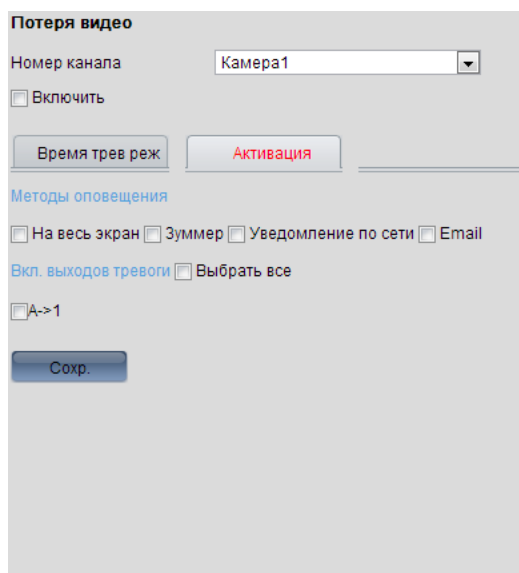 Потеря видео
Номер канала Камера1
Включить
Время трев реж Активация
Методы оповещения
На весь экран Зуммер Уведомление по сети Email
Вкл. выходов тревоги Выбрать все
A->1
Сохр.